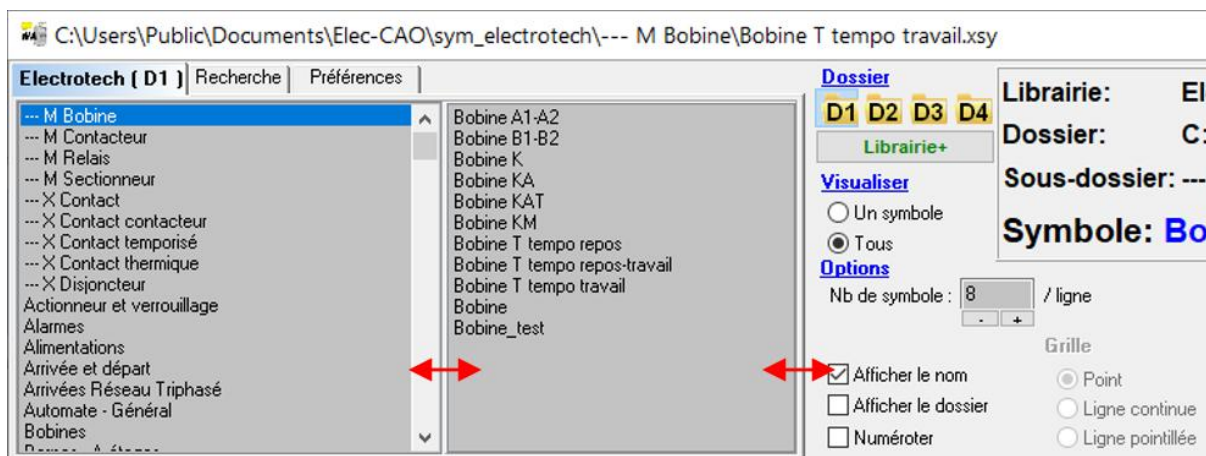 C:\Users\Public\Documents\Elec-CAO\sym_electrotech\--- M Bobine\Bobine T tempo travail.xsy
Electrotech ( D1 )
Recherche
Préférences
--- M Bobine
--- M Contacteur
--- M Relais
--- M Sectionneur
--- X Contact
--- X Contact contacteur
--- X Contact temporisé
--- X Contact thermique
--- X Disjoncteur
Actionneur et verrouillage
Alarmes
Alimentations
Arrivée et départ
Arrivées Réseau Triphasé
Automate - Général
Bobines
Bobine A1-A2
Bobine B1-B2
Bobine K
Bobine KA
Bobine KAT
Bobine KM
Bobine T tempo repos
Bobine T tempo repos-travail
Bobine T tempo travail
Bobine
Bobine_test
Dossier
D1 D2 D3 D4
Librairie+
Visualiser
Un symbole
Tous
Options
Nb de symbole : 8 / ligne
- +
Afficher le nom
Afficher le dossier
Numéroter
Grille
Point
Ligne continue
Ligne pointillée
Librairie: El
Dossier: C:
Sous-dossier: ---
Symbole: Bo